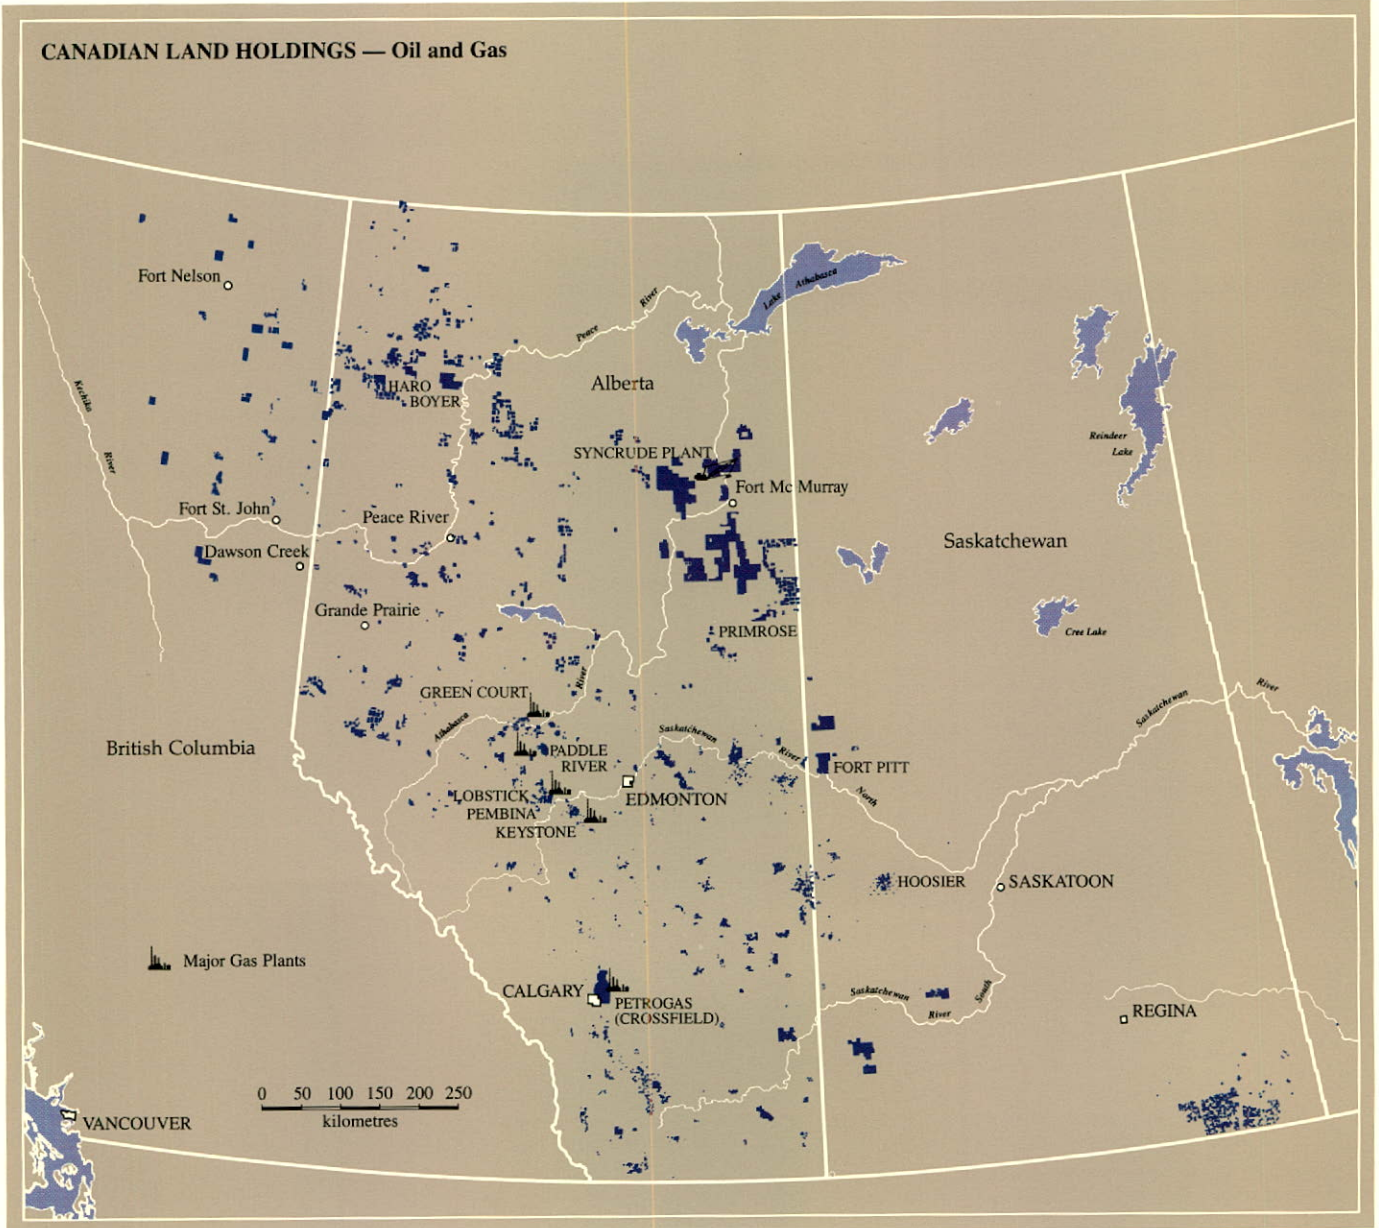 CANADIAN LAND HOLDINGS — Oil and Gas
Fort Nelson
Peace
River
Lake
Athabasca
Kechika
River
HARO
BOYER
Alberta
Reindeer
Lake
SYNCRUDE PLANT
Fort Mc Murray
Fort St. John
Peace River
Dawson Creek
Saskatchewan
Grande Prairie
PRIMROSE
Cree Lake
River
GREEN COURT
Athabasca
Saskatchewan
River
Saskatchewan
River
British Columbia
PADDLE
RIVER
FORT PITT
North
LOBSTICK
PEMBINA
KEYSTONE
EDMONTON
HOOSIER
SASKATOON
Major Gas Plants
CALGARY
PETROGAS
(CROSSFIELD)
Saskatchewan
River
South
REGINA
0 50 100 150 200 250
kilometres
VANCOUVER